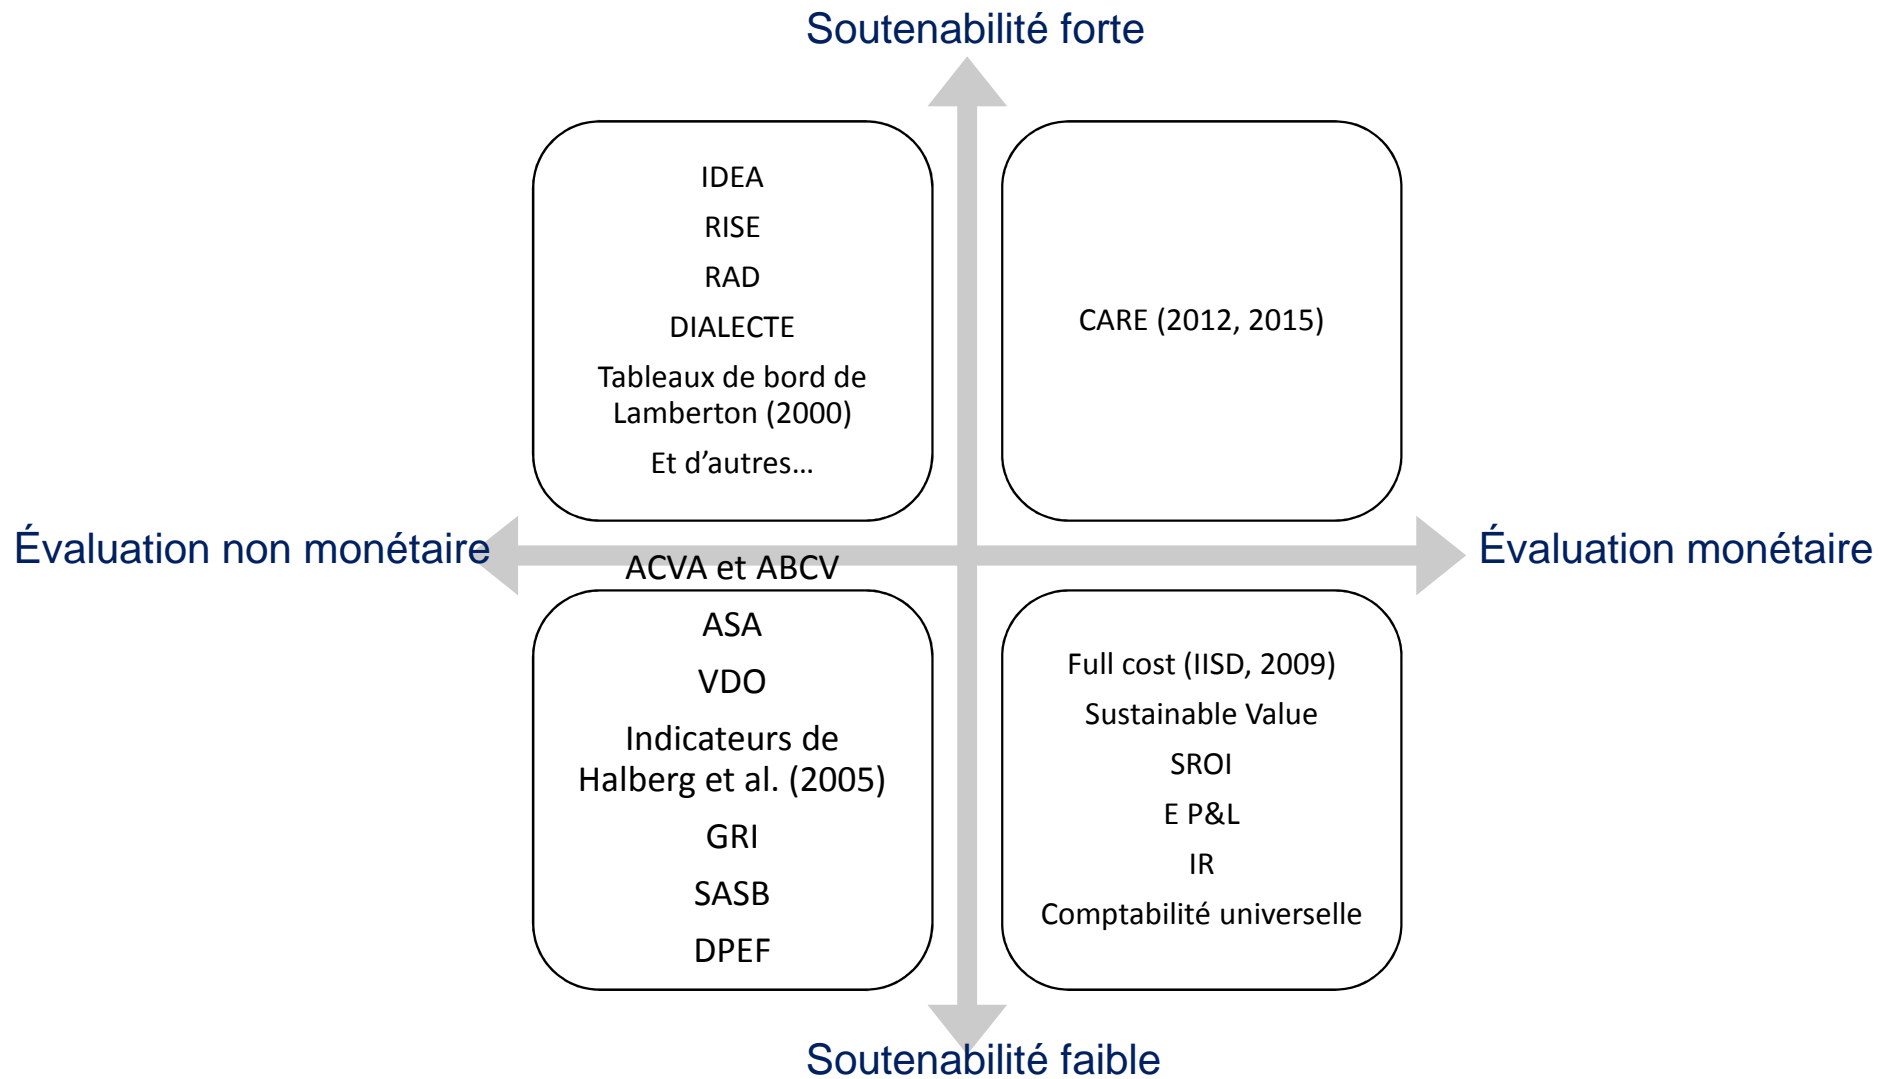 Soutenabilité forte
IDEA
RISE
RAD
DIALECTE
Tableaux de bord de
Lamberton (2000)
Et d’autres…
CARE (2012, 2015)
Évaluation non monétaire
Évaluation monétaire
ACVA et ABCV
ASA
VDO
Indicateurs de
Halberg et al. (2005)
GRI
SASB
DPEF
Full cost (IISD, 2009)
Sustainable Value
SROI
E P&L
IR
Comptabilité universelle
Soutenabilité faible